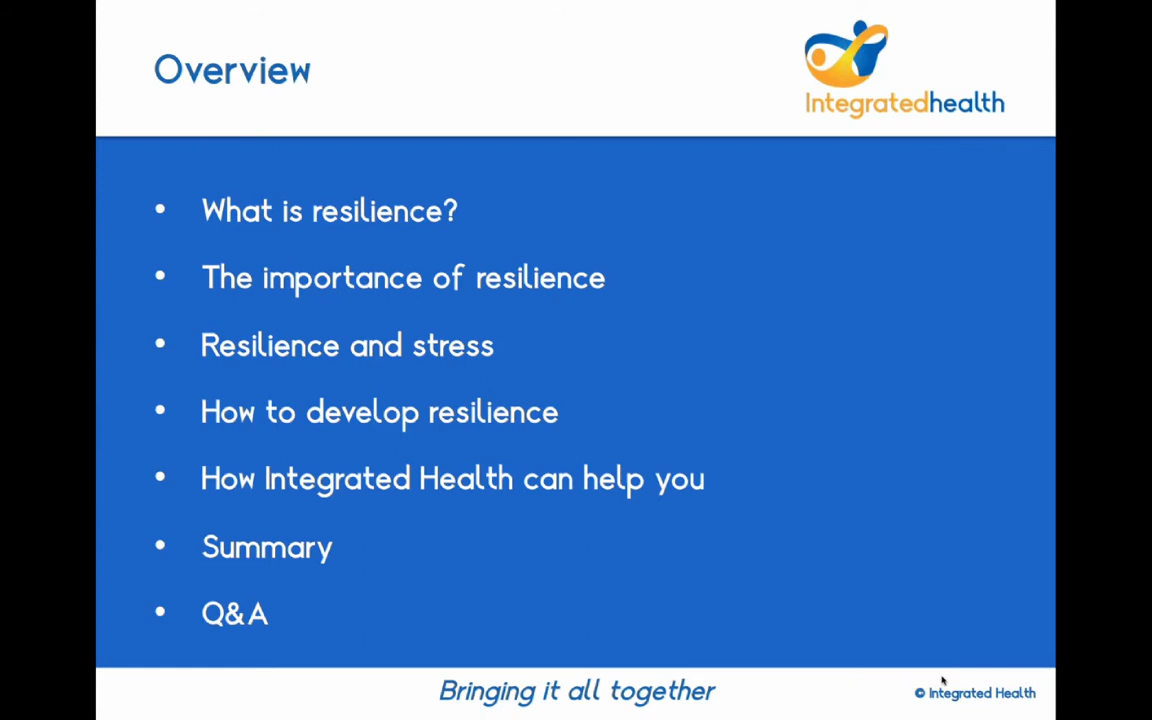 Overview
Integratedhealth
• What is resilience?
• The importance of resilience
• Resilience and stress
• How to develop resilience
• How Integrated Health can help you
• Summary
• Q&A
Bringing it all together
© Integrated Health